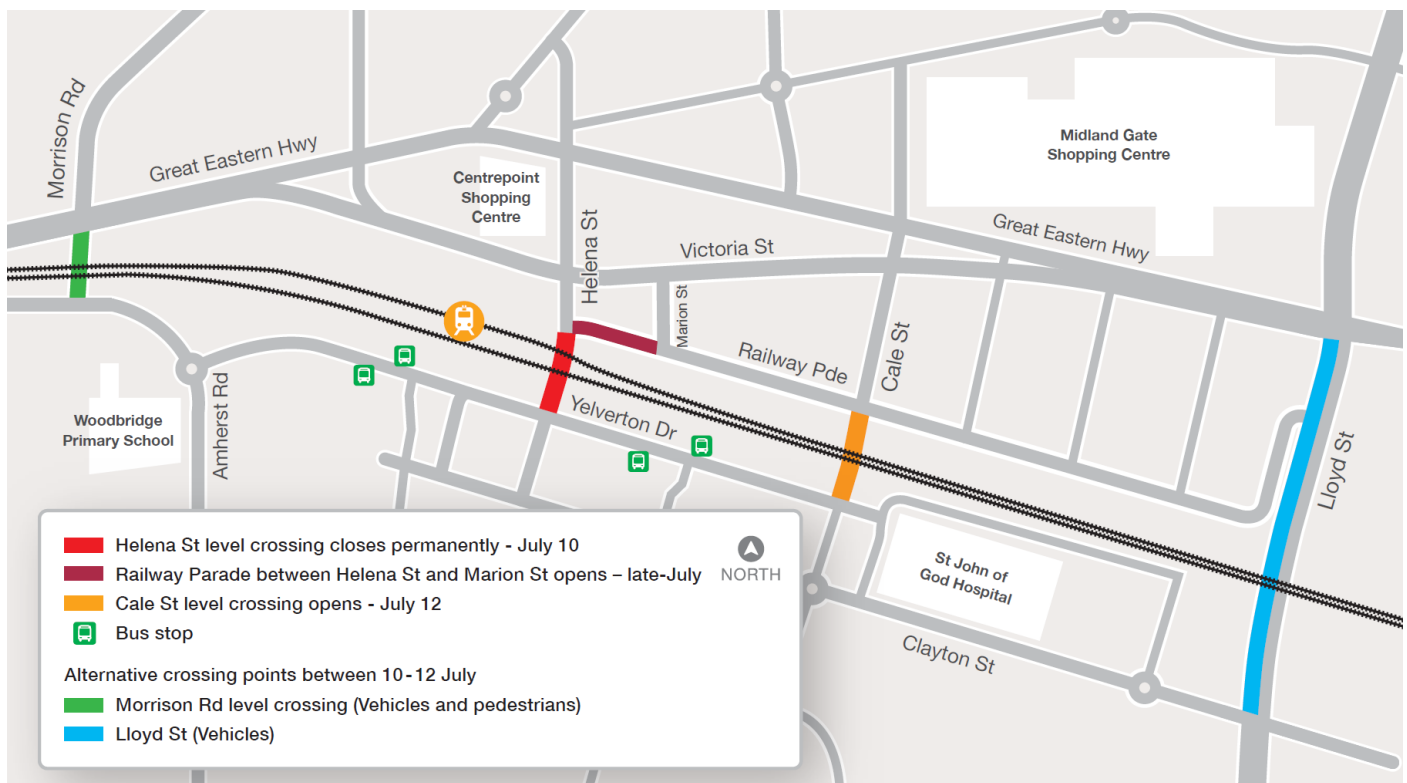 Morrison Rd
Great Eastern Hwy
Centrepoint
Shopping
Centre
Helena St
Midland Gate
Shopping Centre
Great Eastern Hwy
Victoria St
Marion St
Cale St
Railway Pde
Yelverton Dr
Lloyd St
Woodbridge
Primary School
Amherst Rd
St John of
God Hospital
Clayton St
Helena St level crossing closes permanently - July 10
Railway Parade between Helena St and Marion St opens – late-July
Cale St level crossing opens - July 12
Bus stop
NORTH
Alternative crossing points between 10-12 July
Morrison Rd level crossing (Vehicles and pedestrians)
Lloyd St (Vehicles)